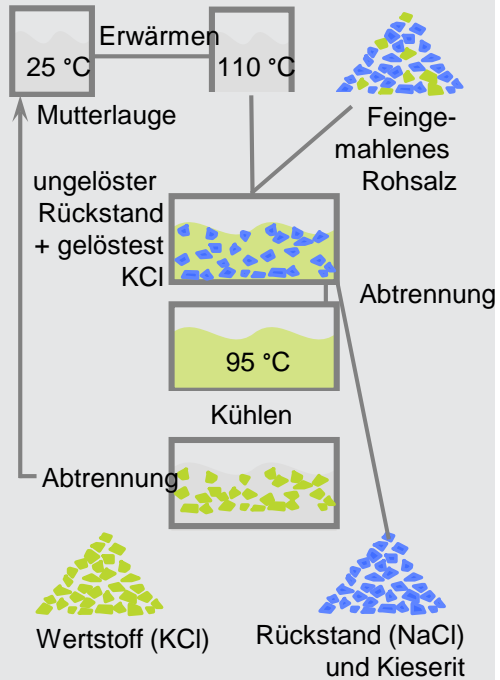 Erwärmen
25 °C
110 °C
Mutterlauge
Feinge-
mahlenes
Rohsalz
ungelöster
Rückstand
+ gelöstest
KCl
Abtrennung
95 °C
Kühlen
Abtrennung
Wertstoff (KCl)
Rückstand (NaCl)
und Kieserit